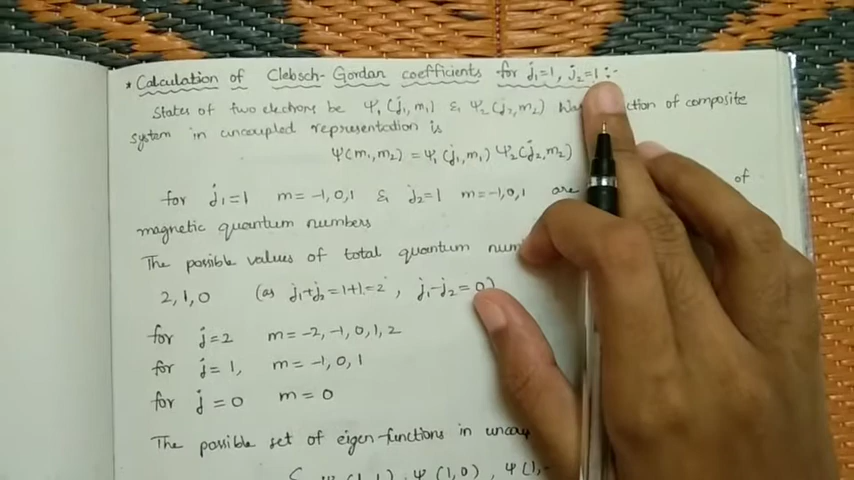 * Calculation of Clebsch-Gordan coefficients for j₁=1, j₂=1 :-
States of two electrons be Ψ₁(j₁,m₁) & Ψ₂(j₂,m₂) of composite
system in uncoupled representation is
Ψ(m₁,m₂) = Ψ₁(j₁,m₁) Ψ₂(j₂,m₂)
for j₁=1 m=-1,0,1 & j₂=1 m=-1,0,1 are of
magnetic quantum numbers
The possible values of total quantum
2,1,0 (as j₁+j₂=1+1=2, j₁-j₂=0)
for j=2 m=-2,-1,0,1,2
for j=1, m=-1,0,1
for j=0 m=0
The possible set of eigen-functions in
Ψ(1,0), Ψ(1,-